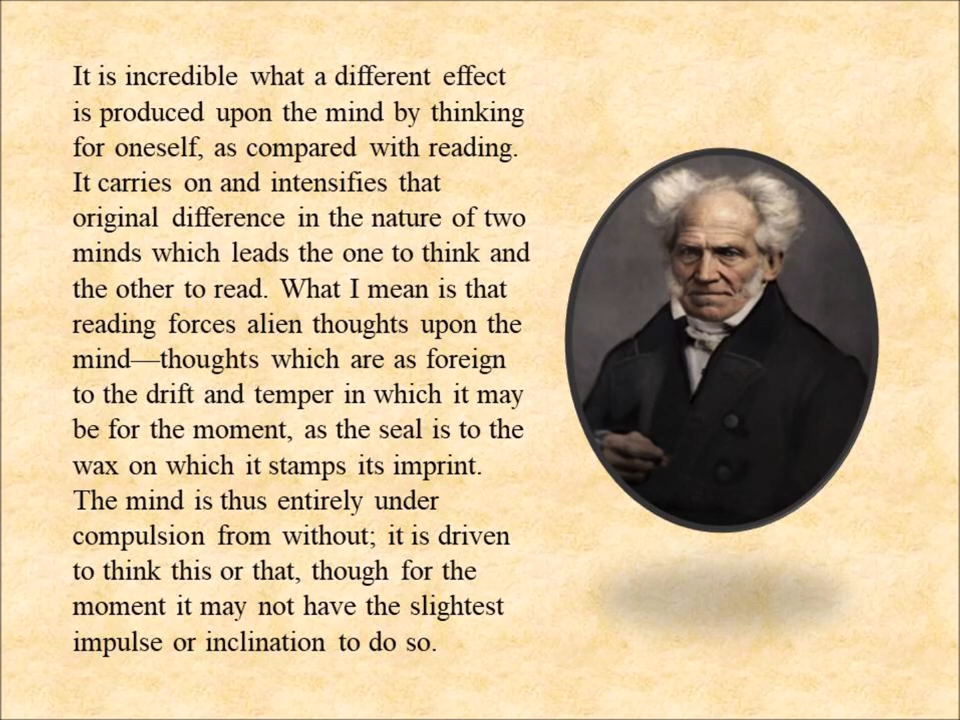 It is incredible what a different effect
is produced upon the mind by thinking
for oneself, as compared with reading.
It carries on and intensifies that
original difference in the nature of two
minds which leads the one to think and
the other to read. What I mean is that
reading forces alien thoughts upon the
mind—thoughts which are as foreign
to the drift and temper in which it may
be for the moment, as the seal is to the
wax on which it stamps its imprint.
The mind is thus entirely under
compulsion from without; it is driven
to think this or that, though for the
moment it may not have the slightest
impulse or inclination to do so.